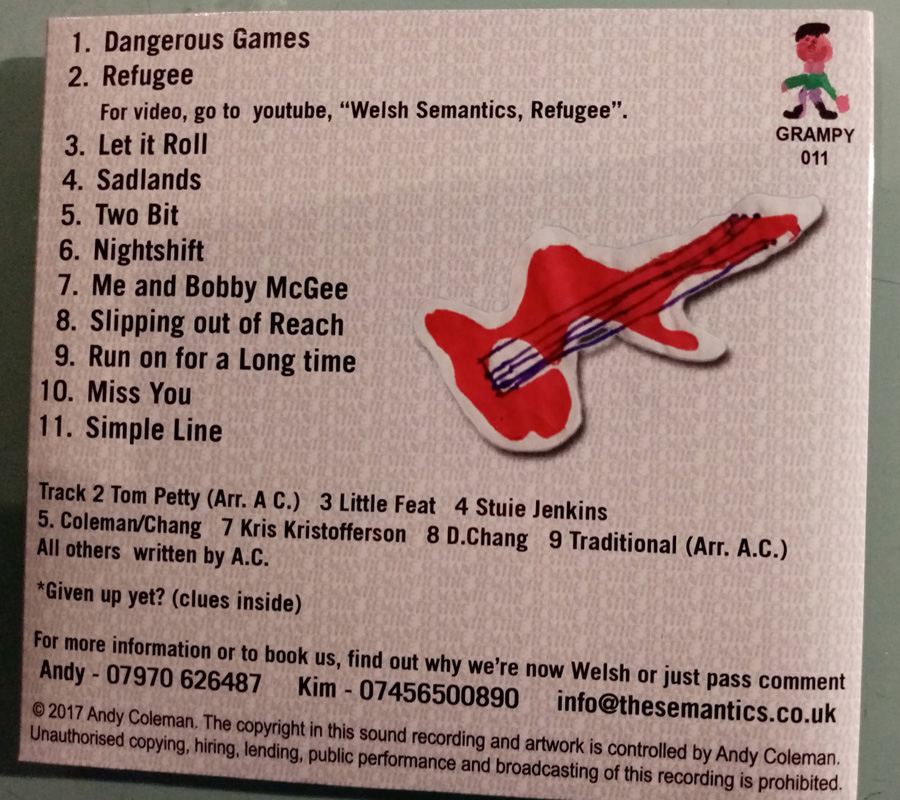 1. Dangerous Games
2. Refugee
For video, go to youtube, “Welsh Semantics, Refugee”.
3. Let it Roll
4. Sadlands
5. Two Bit
6. Nightshift
7. Me and Bobby McGee
8. Slipping out of Reach
9. Run on for a Long time
10. Miss You
11. Simple Line
GRAMPY
011
Track 2 Tom Petty (Arr. A C.) 3 Little Feat 4 Stuie Jenkins
5. Coleman/Chang 7 Kris Kristofferson 8 D.Chang 9 Traditional (Arr. A.C.)
All others written by A.C.
*Given up yet? (clues inside)
For more information or to book us, find out why we’re now Welsh or just pass comment
Andy - 07970 626487 Kim - 07456500890 info@thesemantics.co.uk
© 2017 Andy Coleman. The copyright in this sound recording and artwork is controlled by Andy Coleman.
Unauthorised copying, hiring, lending, public performance and broadcasting of this recording is prohibited.